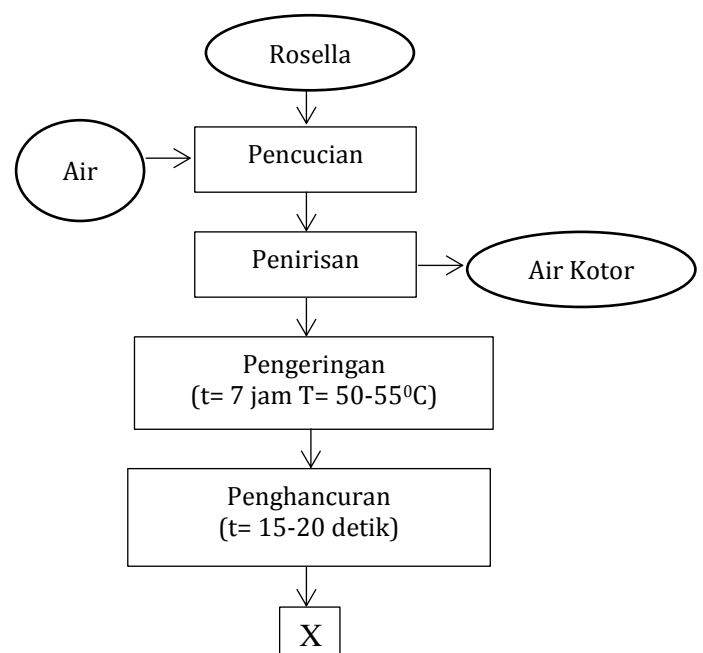 Rosella
Pencucian
Air
Penirisan
Air Kotor
Pengeringan
(t= 7 jam T= 50-55⁰C)
Penghancuran
(t= 15-20 detik)
X